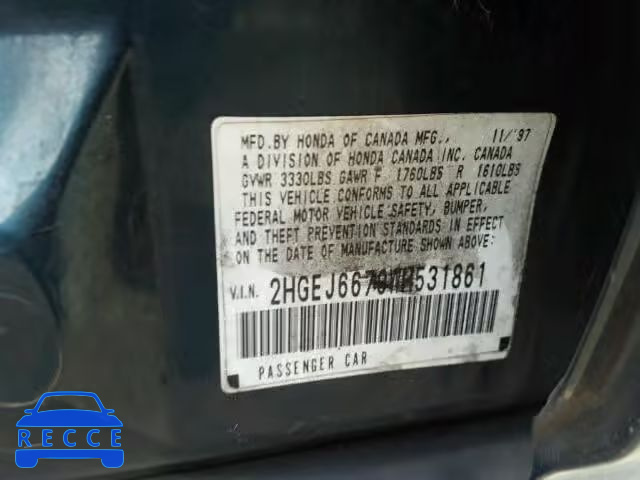 MFD.BY HONDA OF CANADA MFG., 11/'97
A DIVISION OF HONDA CANADA INC. CANADA
GVWR 3330LBS GAWR F 1760LBS R 1610LBS
THIS VEHICLE CONFORMS TO ALL APPLICABLE
FEDERAL MOTOR VEHICLE SAFETY, BUMPER,
AND THEFT PREVENTION STANDARDS IN EFFECT
ON THE DATE OF MANUFACTURE SHOWN ABOVE:
V.I.N.
PASSENGER CAR
RECCE